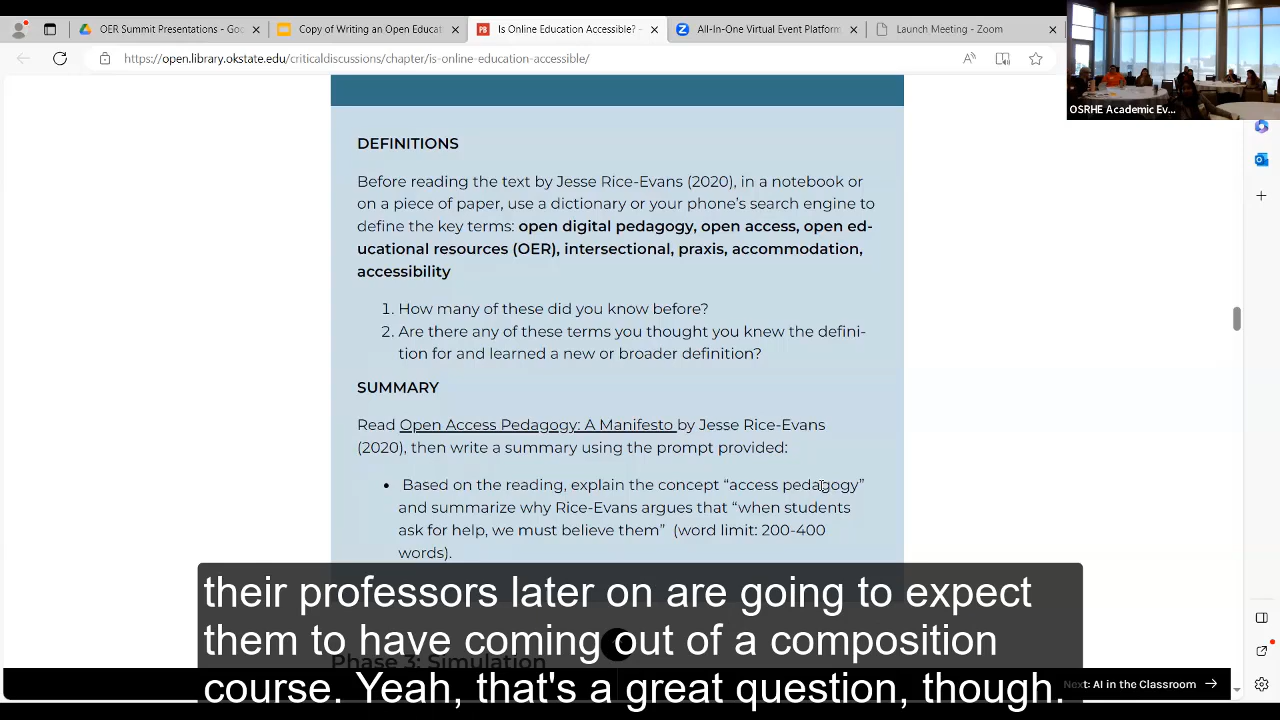 OER Summit Presentations - Goo
Copy of Writing an Open Educat
Is Online Education Accessible? –
All-In-One Virtual Event Platform
Launch Meeting - Zoom
https://open.library.okstate.edu/criticaldiscussions/chapter/is-online-education-accessible/
OSRHE Academic Ev...
DEFINITIONS
Before reading the text by Jesse Rice-Evans (2020), in a notebook or
on a piece of paper, use a dictionary or your phone's search engine to
define the key terms: open digital pedagogy, open access, open ed-
ucational resources (OER), intersectional, praxis, accommodation,
accessibility
1. How many of these did you know before?
2. Are there any of these terms you thought you knew the defini-
tion for and learned a new or broader definition?
SUMMARY
Read Open Access Pedagogy: A Manifesto by Jesse Rice-Evans
(2020), then write a summary using the prompt provided:
• Based on the reading, explain the concept “access pedagogy”
and summarize why Rice-Evans argues that “when students
ask for help, we must believe them” (word limit: 200-400
words).
their professors later on are going to expect
them to have coming out of a composition
course. Yeah, that's a great question, though.
Phase 3: Simulation
Next: AI in the Classroom →